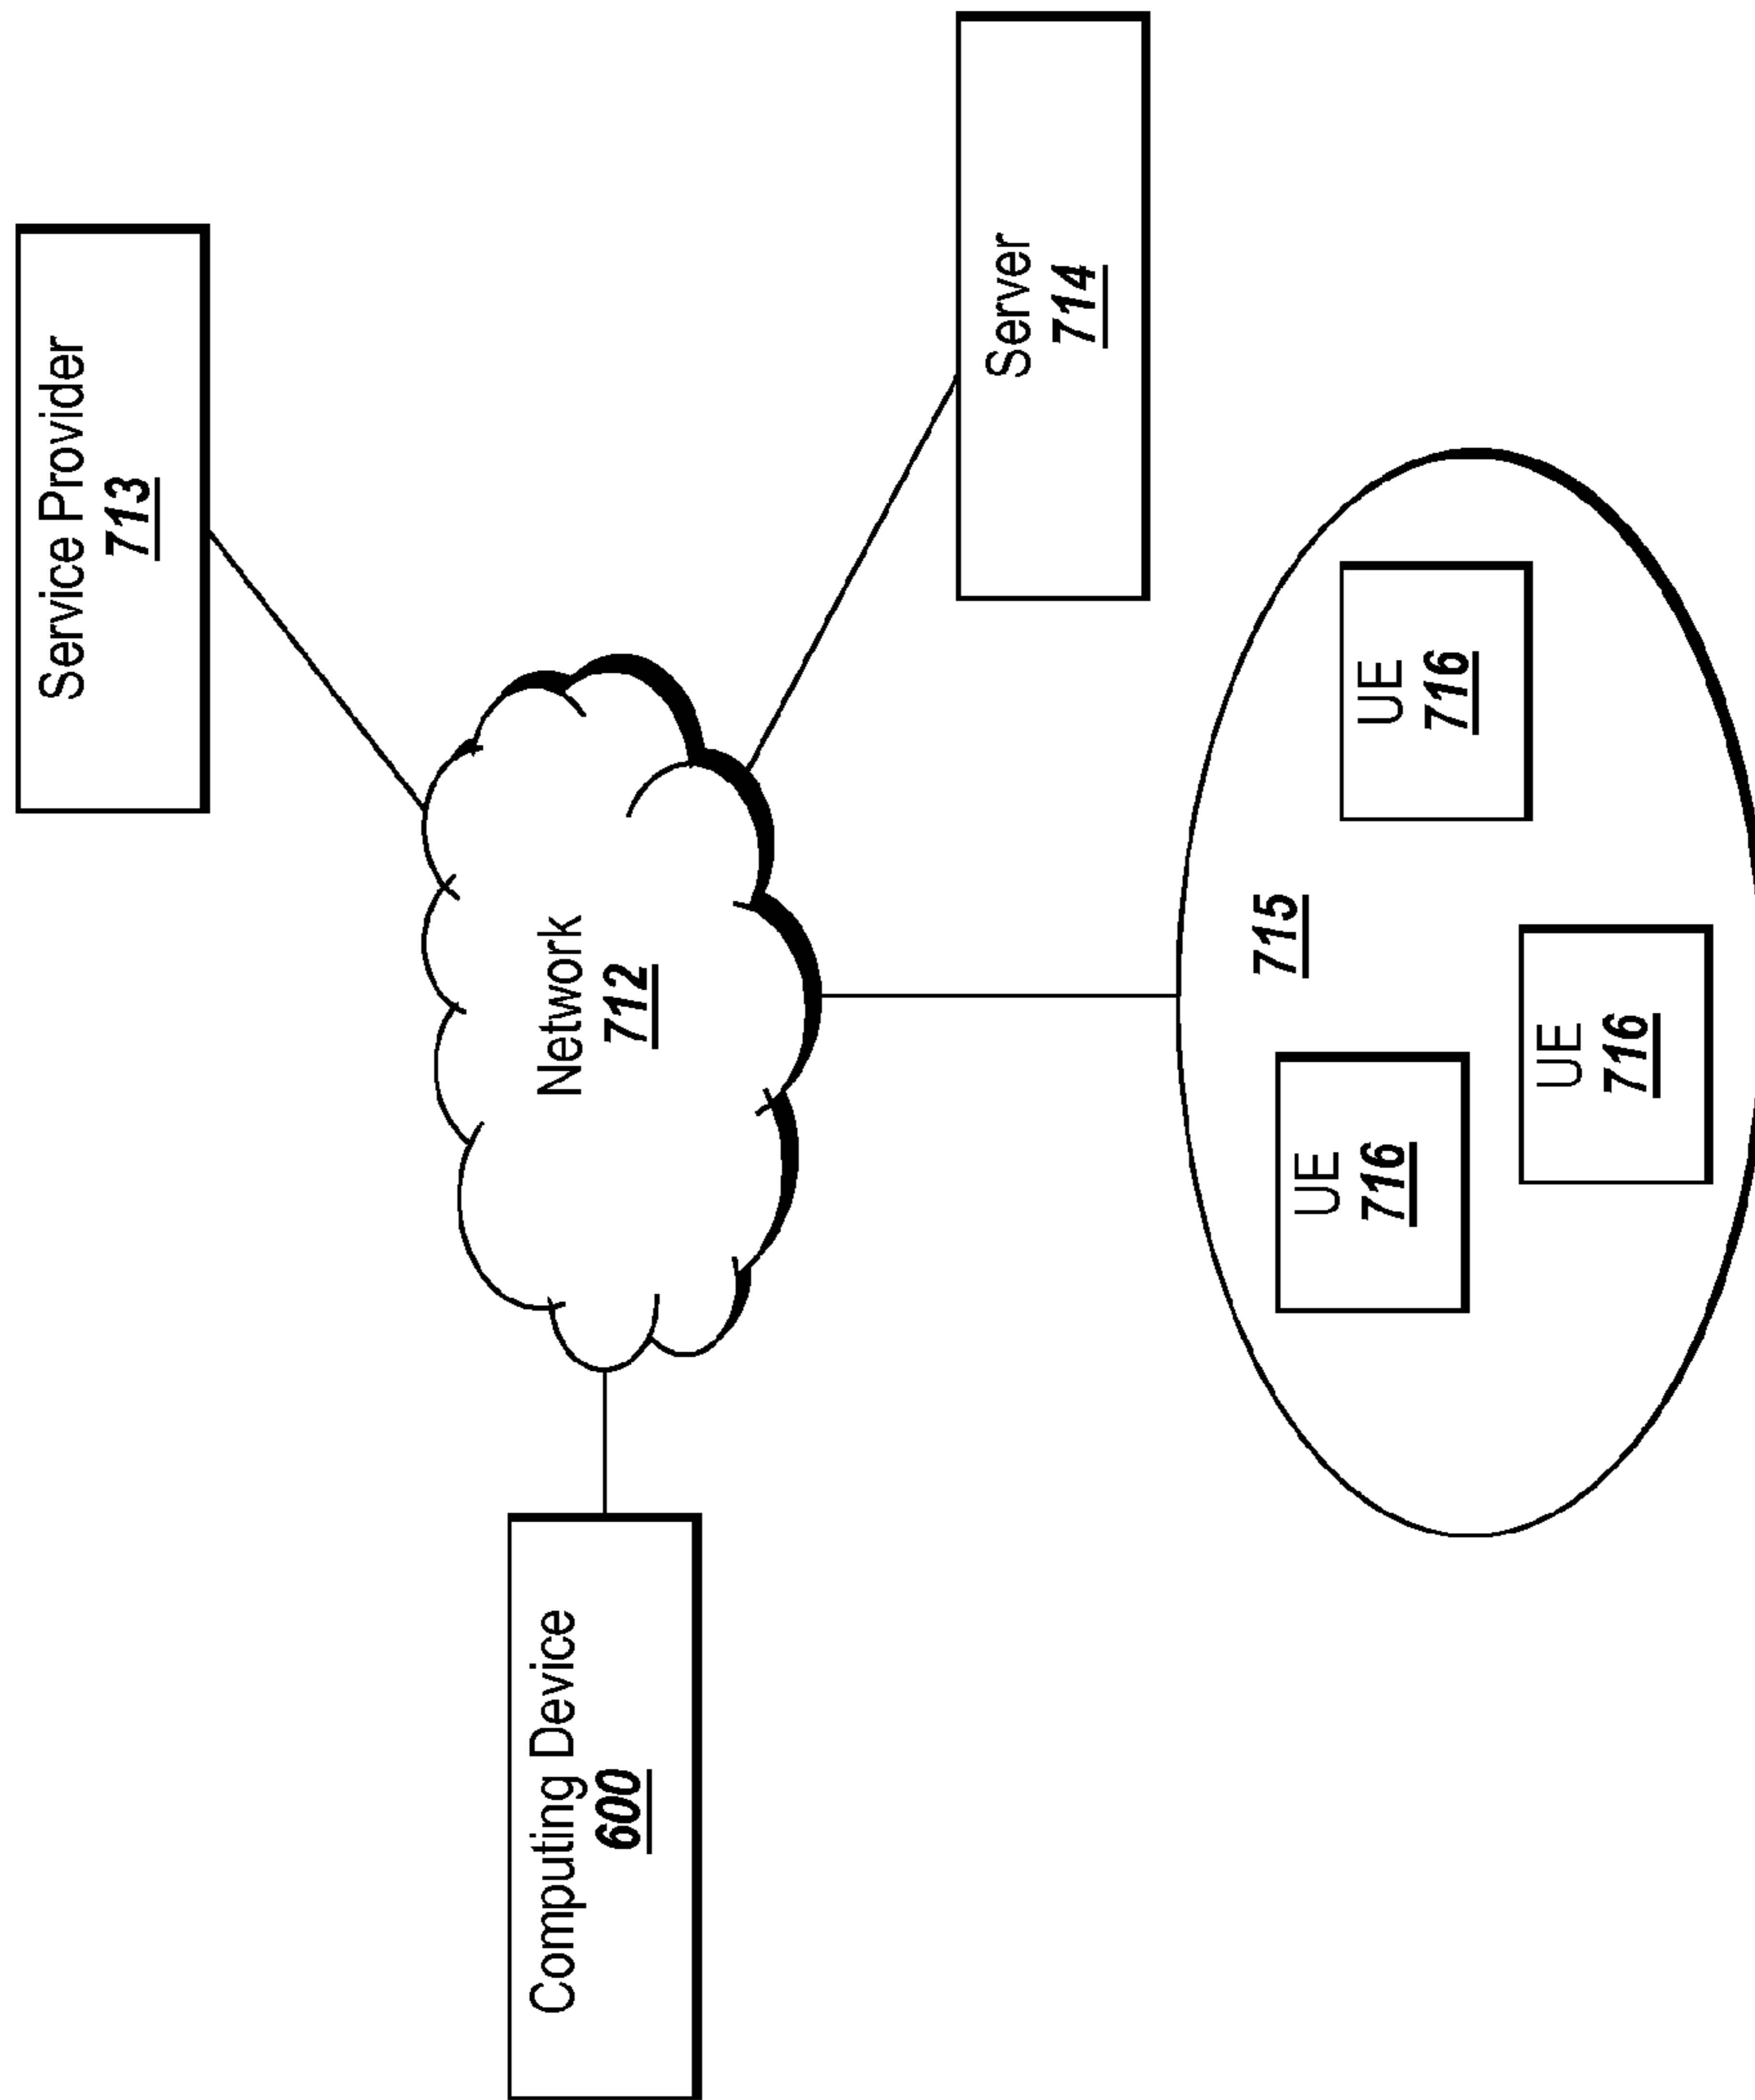 Service Provider
713
Server
714
Network
712
Computing Device
600
715
UE
716
UE
716
UE
716